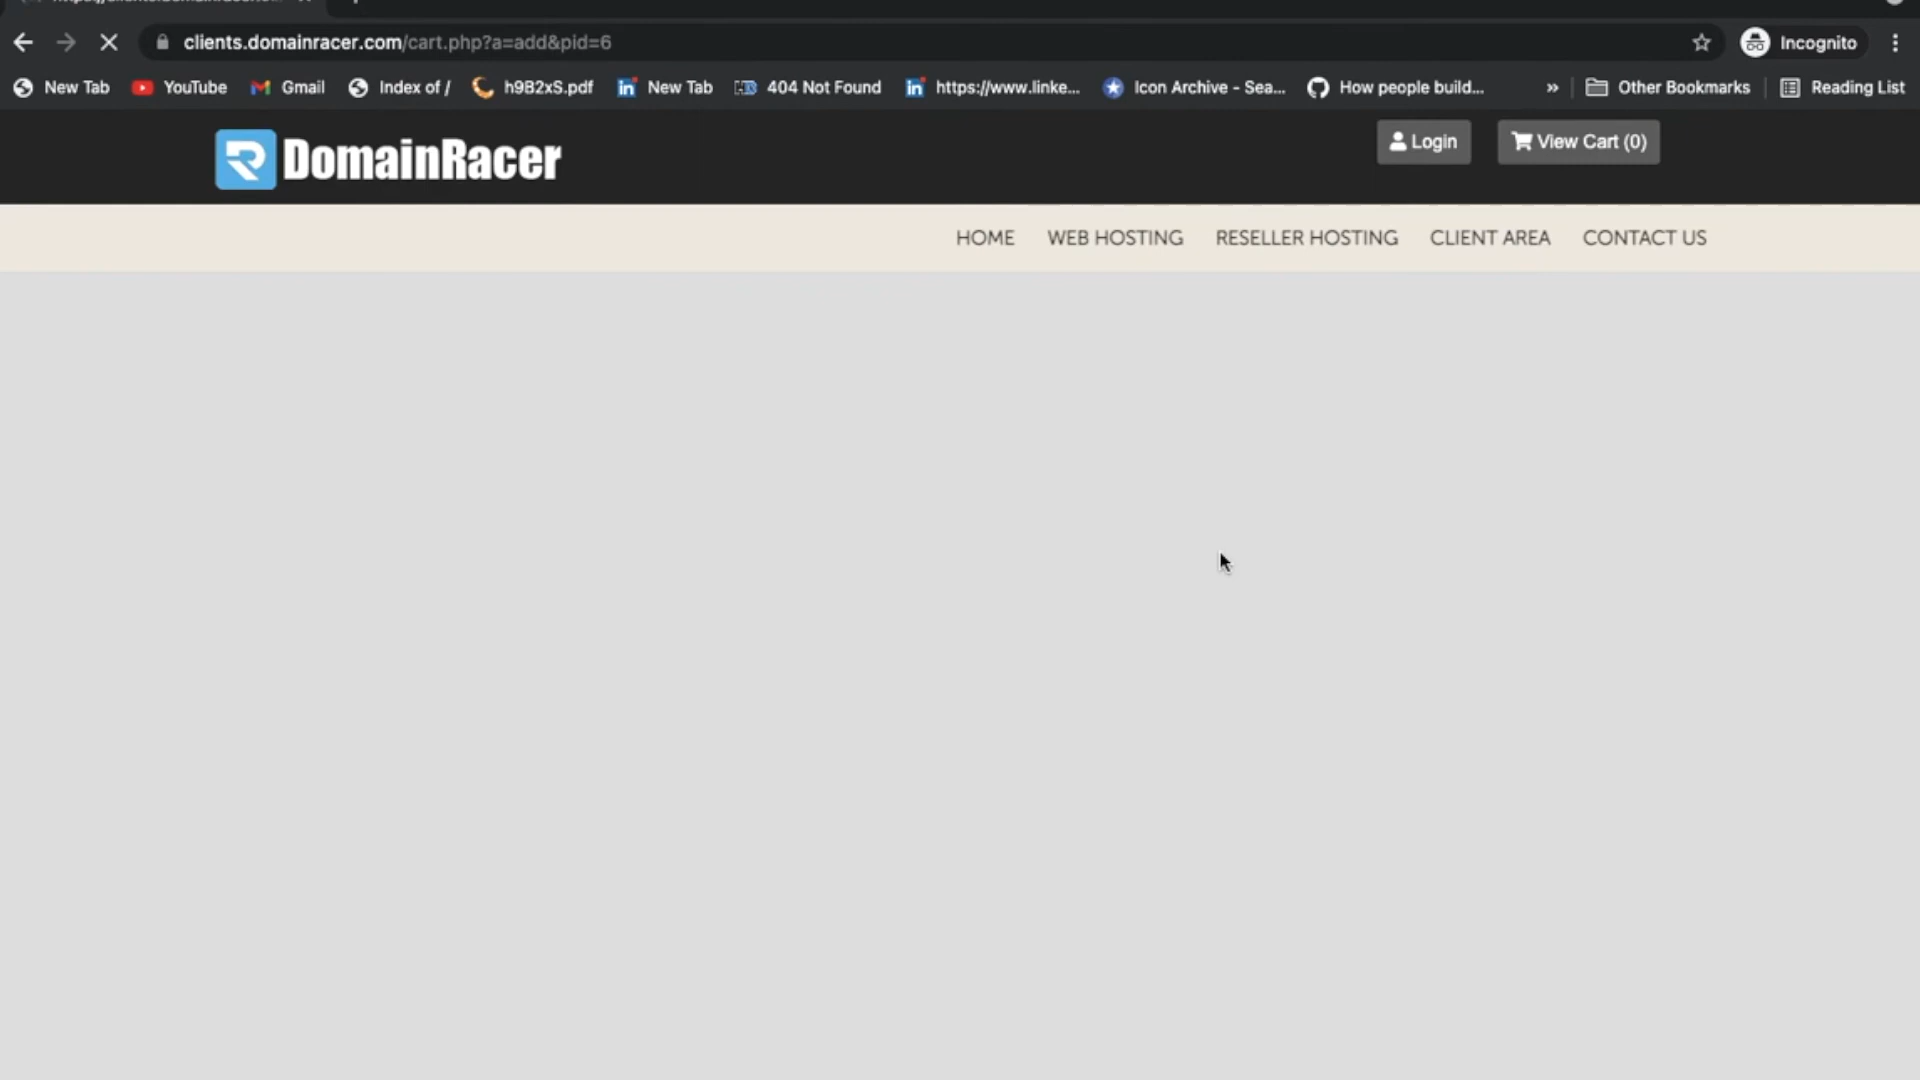 clients.domainracer.com/cart.php?a=add&pid=6
Incognito
New Tab
YouTube
Gmail
Index of /
h9B2xS.pdf
New Tab
404 Not Found
https://www.linke...
Icon Archive - Sea...
How people build...
»
Other Bookmarks
Reading List
DomainRacer
Login
View Cart (0)
HOME
WEB HOSTING
RESELLER HOSTING
CLIENT AREA
CONTACT US